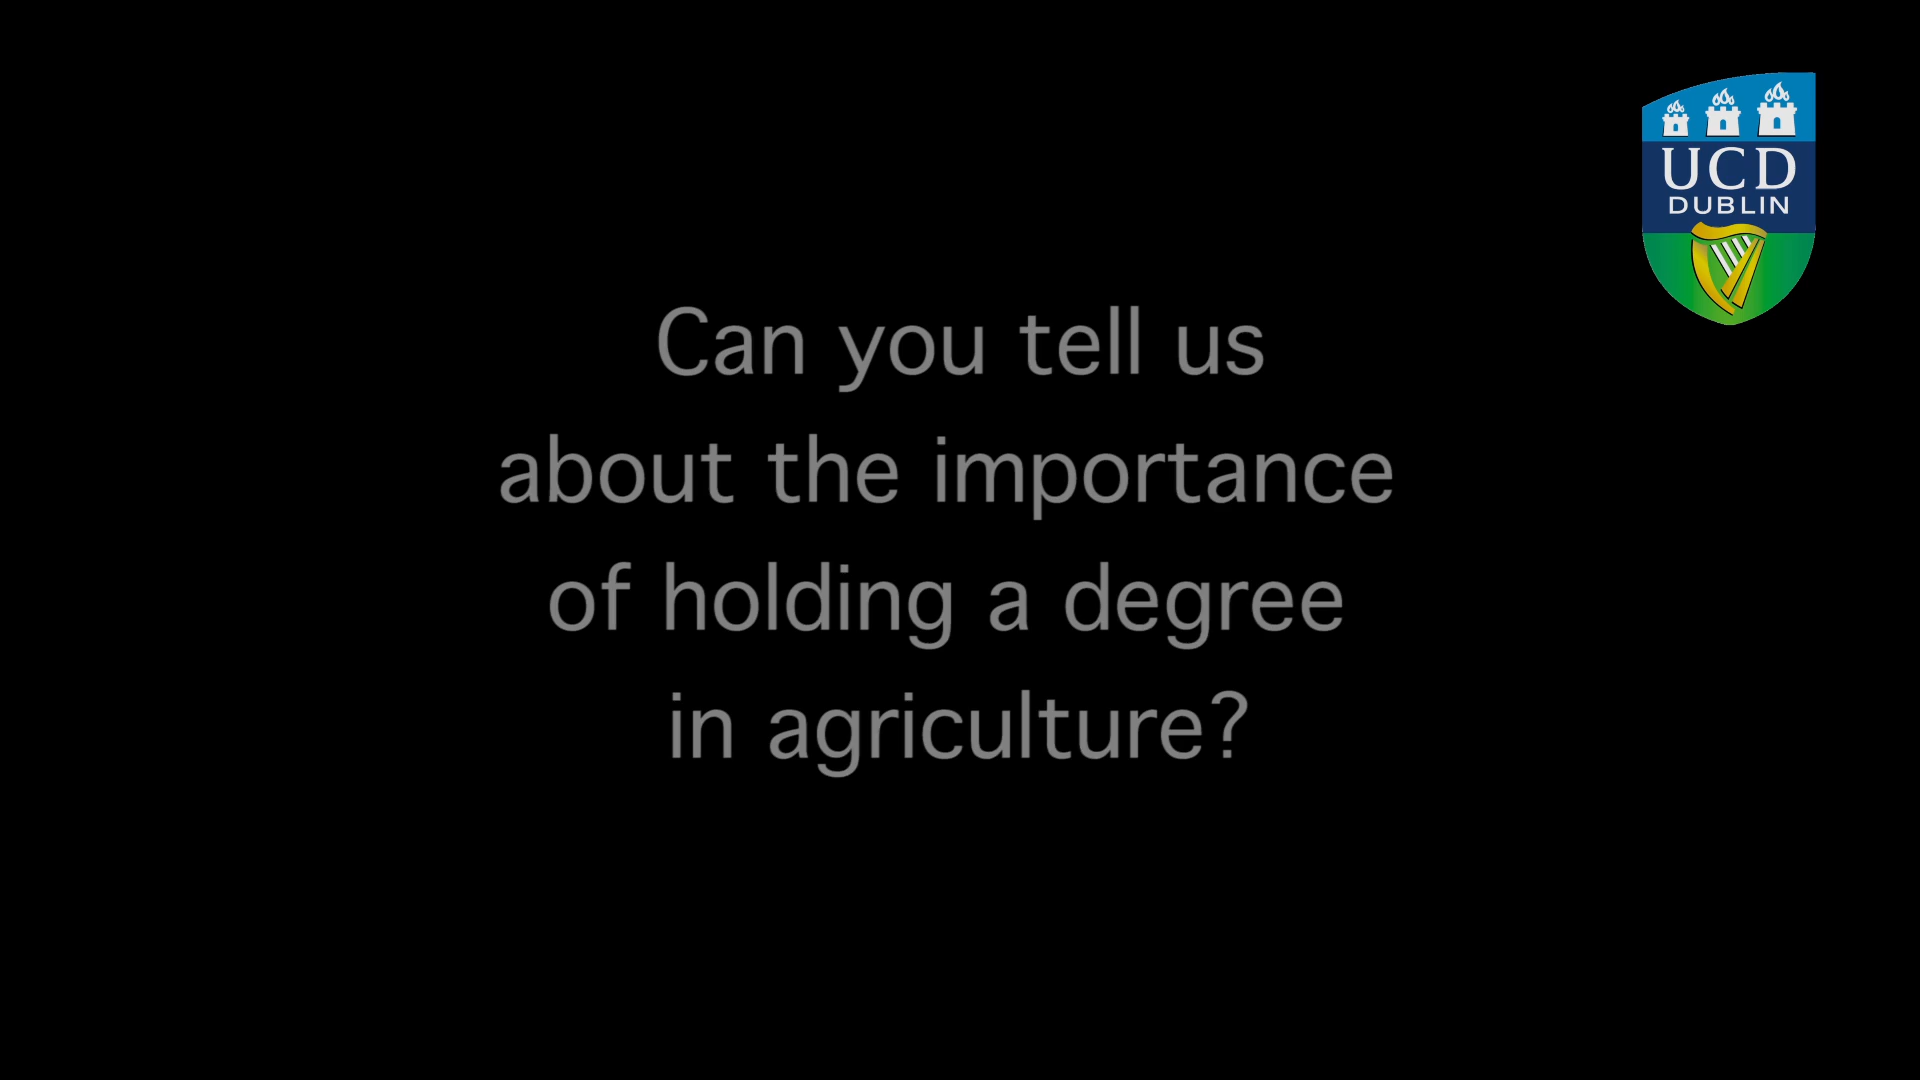 UCD
DUBLIN
Can you tell us
about the importance
of holding a degree
in agriculture?